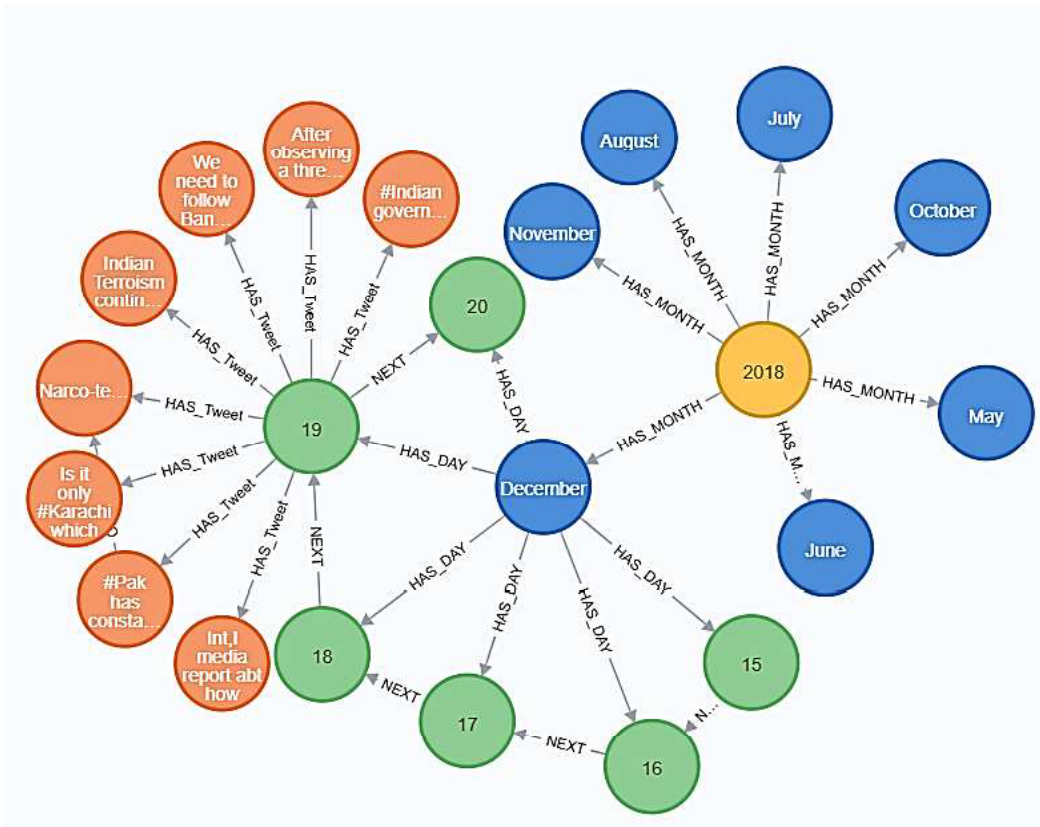 July
August
After
observing
a thre...
We
need to
follow
Ban...
#Indian
govern...
October
November
HAS_MONTH
HAS_MONTH
HAS_MONTH
HAS_MONTH
Indian
Terroism
contin...
HAS_Tweet
HAS_Tweet
HAS_Tweet
HAS_Tweet
20
NEXT
2018
HAS_MONTH
May
Narco-te...
HAS_Tweet
19
HAS_DAY
HAS_MONTH
HAS_M...
HAS_DAY
Is it
only
#Karachi
which
HAS_Tweet
HAS_Tweet
HAS_Tweet
December
June
#Pak
has
consta...
NEXT
HAS_DAY
HAS_DAY
HAS_DAY
HAS_DAY
Int,l
media
report abt
how
18
15
NEXT
17
N...
NEXT
16